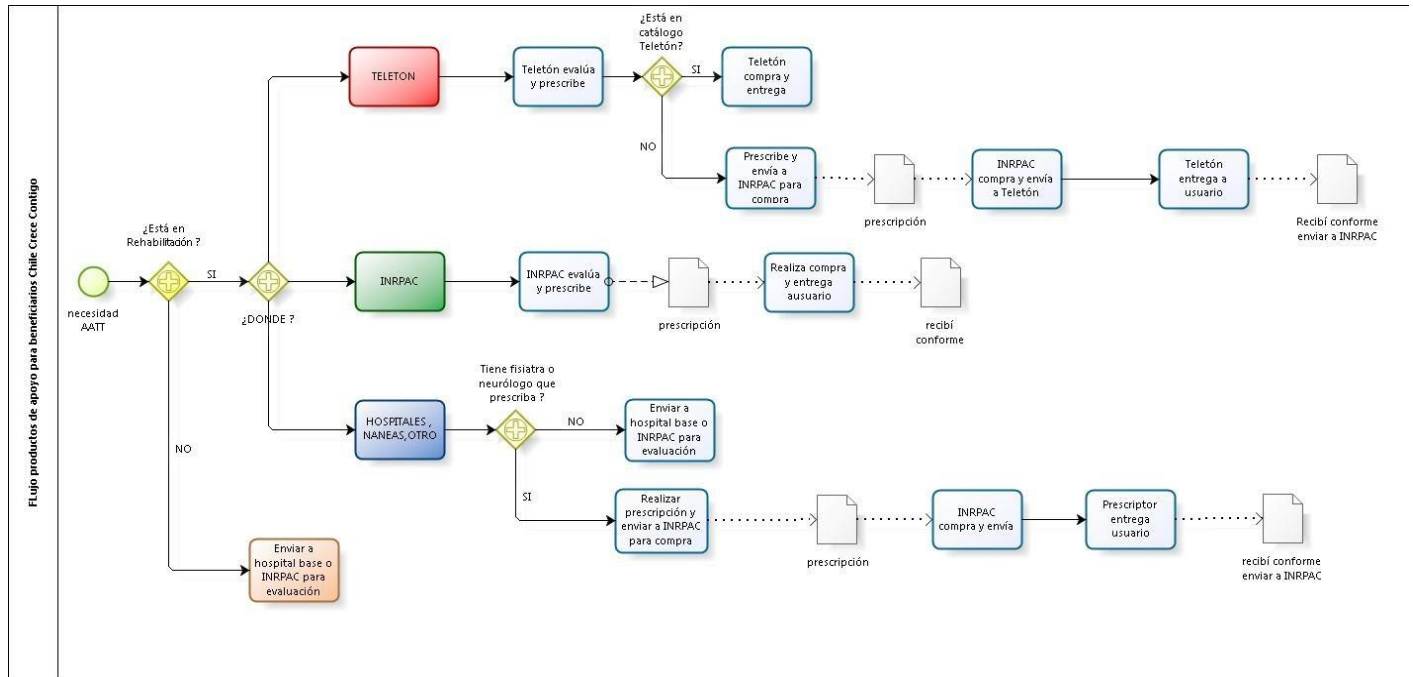 FLujo productos de apoyo para beneficiarios Chile Crece Contigo
necesidad
AATT
¿Está en
Rehabilitación ?
SI
NO
Enviar a
hospital base o
INRPAC para
evaluación
¿DONDE ?
TELETON
Teletón evalúa
y prescribe
¿Está en
catálogo
Teletón?
SI
Teletón
compra y
entrega
NO
Prescribe y
envía a
INRPAC para
compra
prescripción
INRPAC
compra y envía
a Teletón
Teletón
entrega a
usuario
Recibí conforme
enviar a INRPAC
INRPAC
INRPAC evalúa
y prescribe
prescripción
Realiza compra
y entrega
ausuario
recibí
conforme
HOSPITALES ,
NANEAS,OTRO
Tiene fisiatra o
neurólogo que
prescriba ?
NO
Enviar a
hospital base o
INRPAC para
evaluación
SI
Realizar
prescripción y
enviar a INRPAC
para compra
prescripción
INRPAC
compra y envía
Prescriptor
entrega
usuario
recibí conforme
enviar a INRPAC